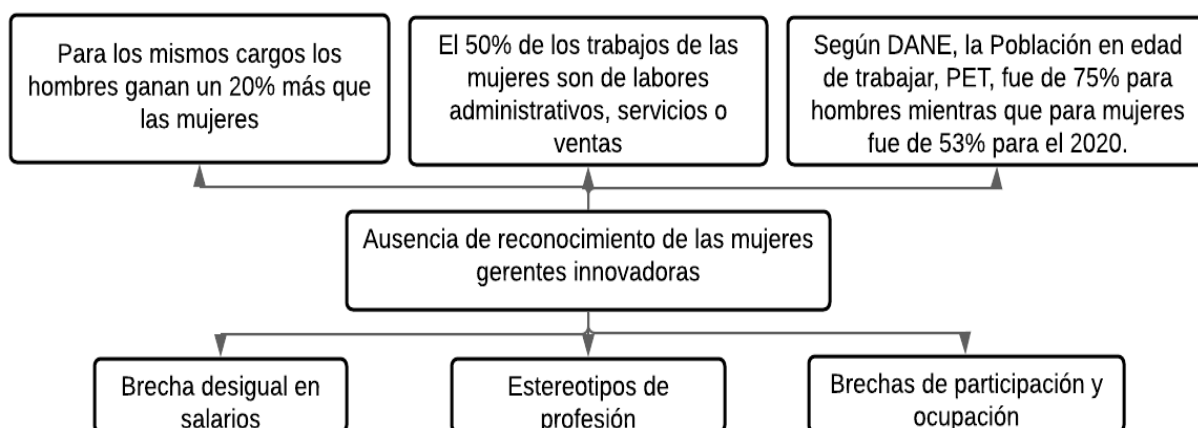 Para los mismos cargos los
hombres ganan un 20% más que
las mujeres
El 50% de los trabajos de las
mujeres son de labores
administrativos, servicios o
ventas
Según DANE, la Población en edad
de trabajar, PET, fue de 75% para
hombres mientras que para mujeres
fue de 53% para el 2020.
Ausencia de reconocimiento de las mujeres
gerentes innovadoras
Brecha desigual en
salarios
Estereotipos de
profesión
Brechas de participación y
ocupación